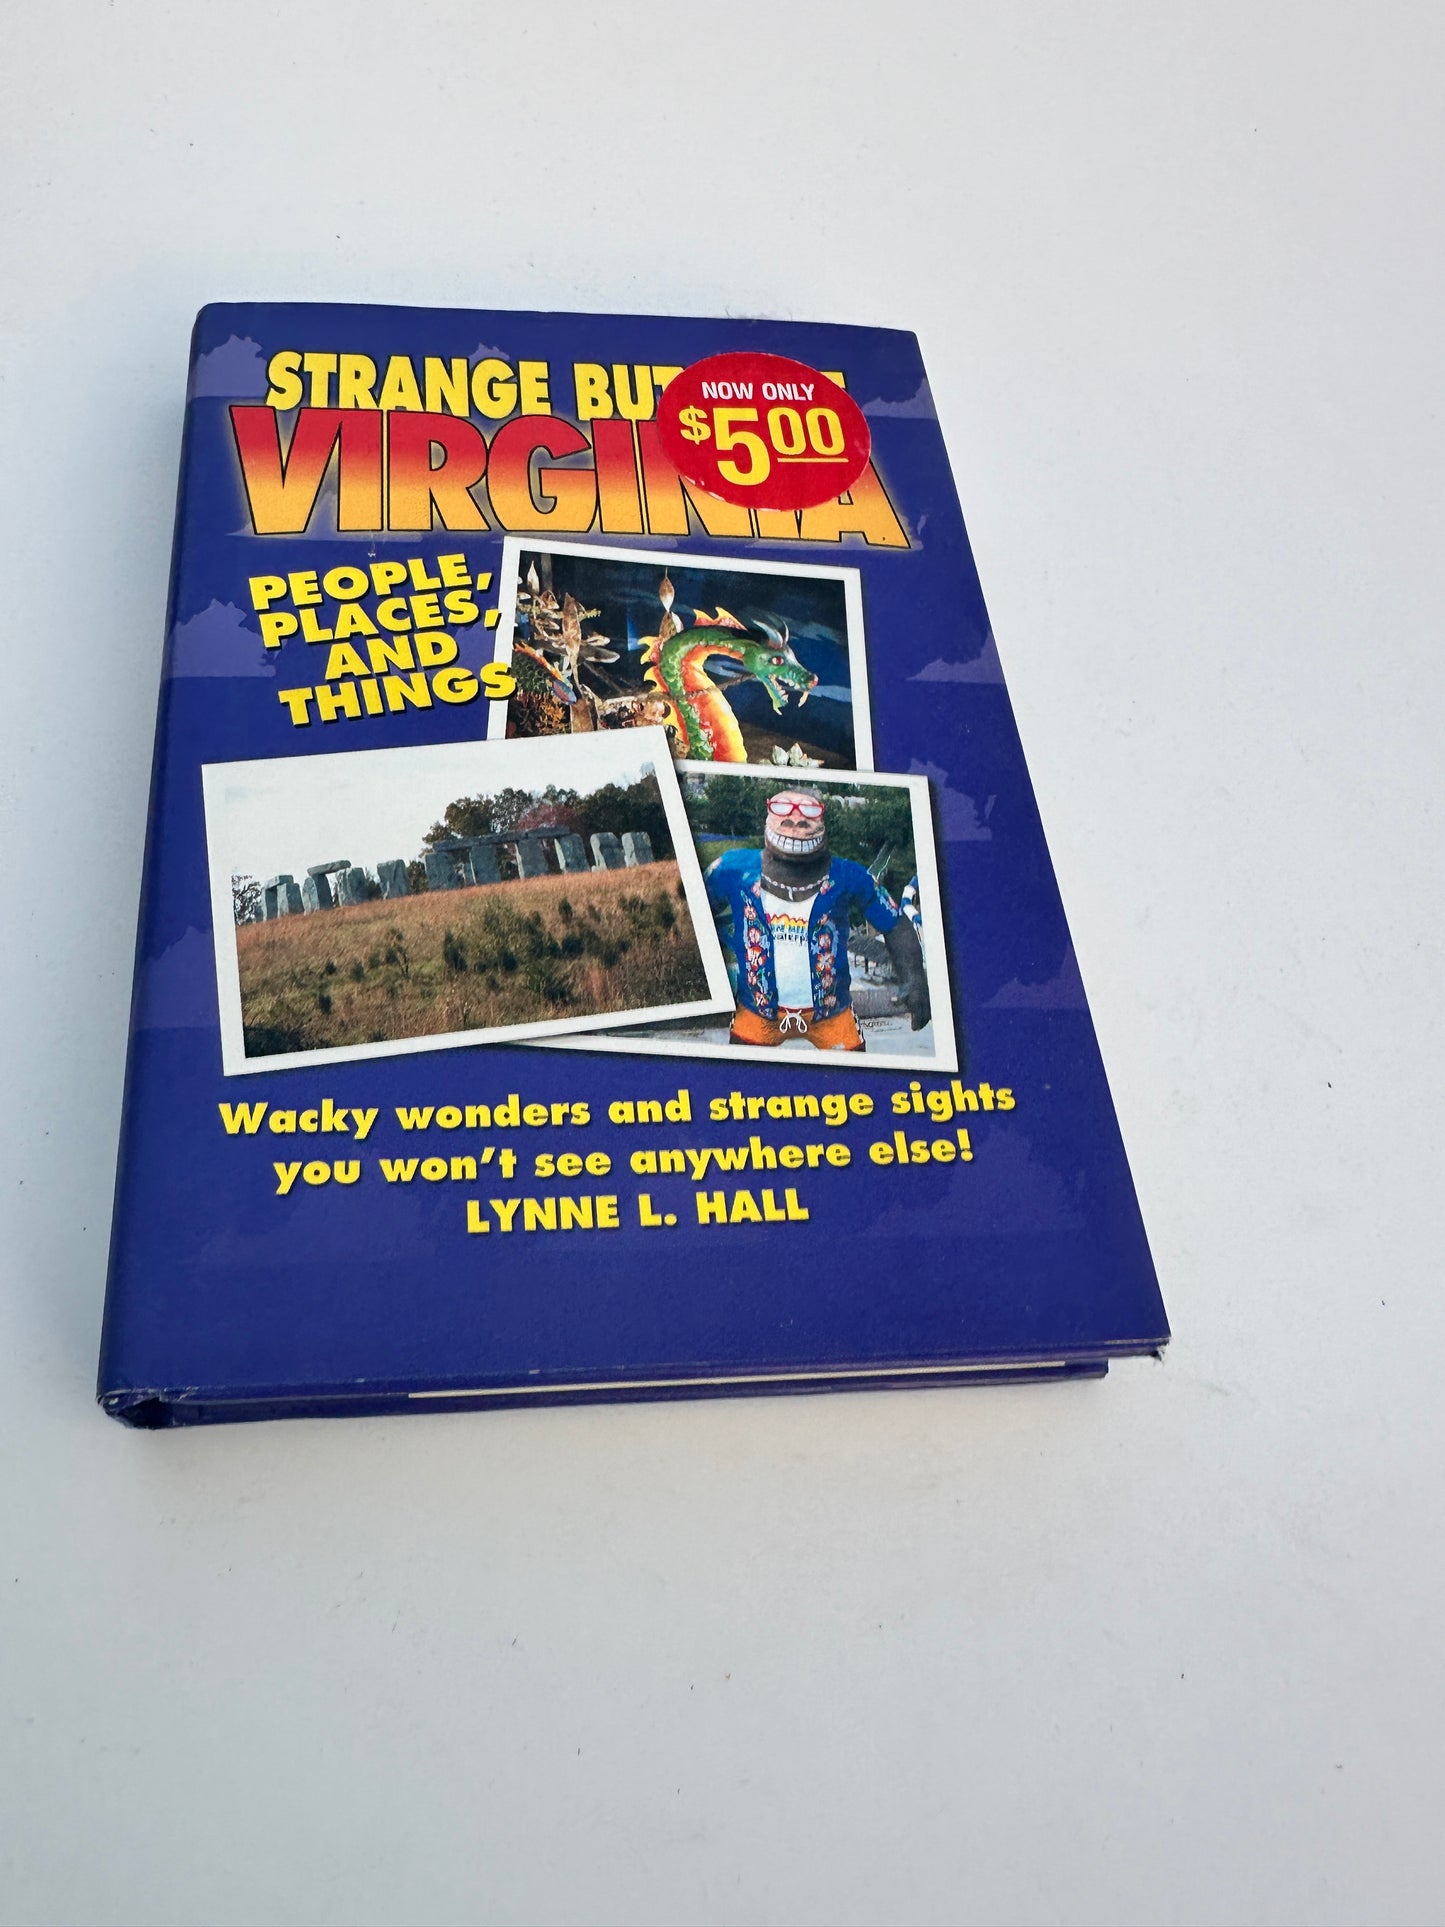 STRANGE BUT
NOW ONLY
$5.00
VIRGINIA
PEOPLE,
PLACES,
AND
THINGS
Wacky wonders and strange sights
you won't see anywhere else!
LYNNE L. HALL